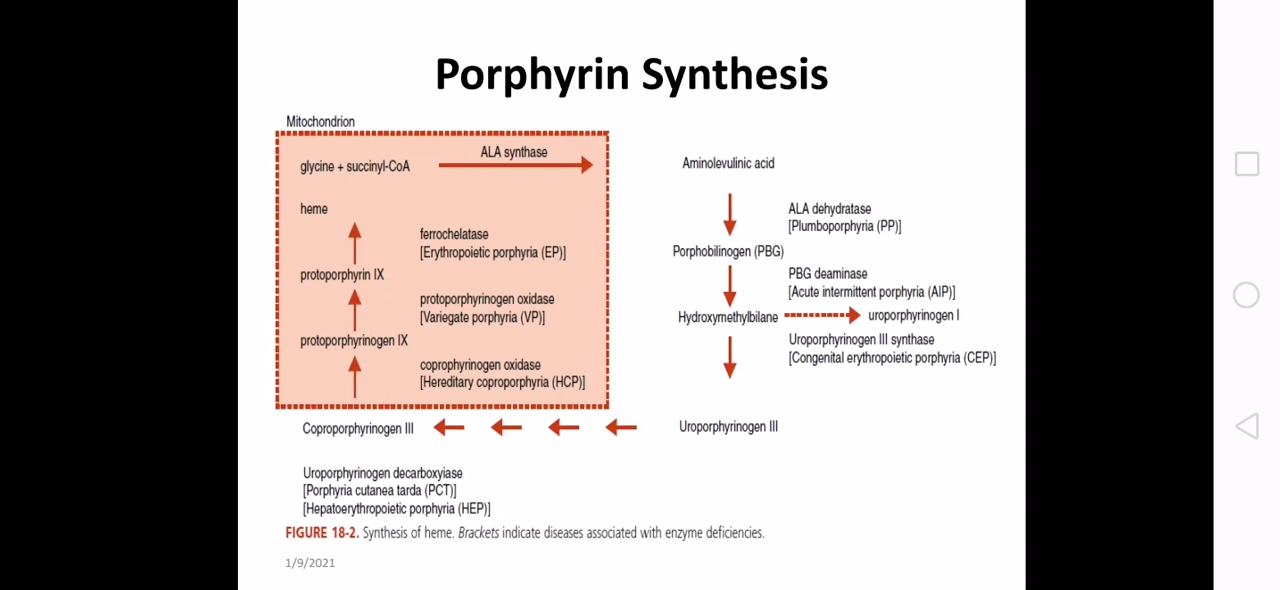 Porphyrin Synthesis
Mitochondrion
glycine + succinyl-CoA
ALA synthase
Aminolevulinic acid
heme
ALA dehydratase
[Plumboporphyria (PP)]
ferrochelatase
[Erythropoietic porphyria (EP)]
Porphobilinogen (PBG)
protoporphyrin IX
PBG deaminase
[Acute intermittent porphyria (AIP)]
protoporphyrinogen oxidase
[Variegate porphyria (VP)]
Hydroxymethylbilane
uroporphyrinogen I
protoporphyrinogen IX
Uroporphyrinogen III synthase
[Congenital erythropoietic porphyria (CEP)]
coprophyrinogen oxidase
[Hereditary coproporphyria (HCP)]
Coproporphyrinogen III
Uroporphyrinogen III
Uroporphyrinogen decarboxyiase
[Porphyria cutanea tarda (PCT)]
[Hepatoerythropoietic porphyria (HEP)]
FIGURE 18-2. Synthesis of heme. Brackets indicate diseases associated with enzyme deficiencies.
1/9/2021